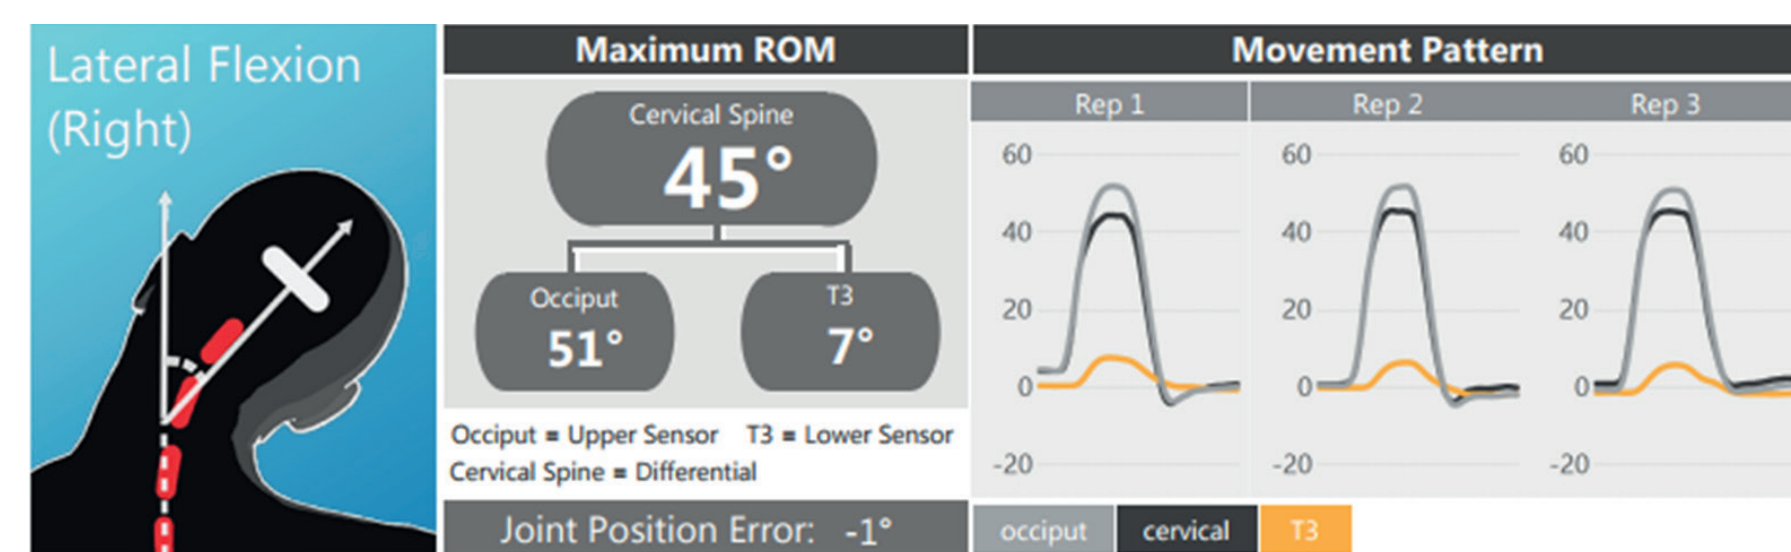 Lateral Flexion
(Right)
Maximum ROM
Cervical Spine
45°
Occiput
51°
T3
7°
Occiput = Upper Sensor T3 = Lower Sensor
Cervical Spine = Differential
Joint Position Error: -1°
Movement Pattern
Rep 1
60
40
20
0
-20
Rep 2
60
40
20
0
-20
Rep 3
60
40
20
0
-20
occiput cervical T3